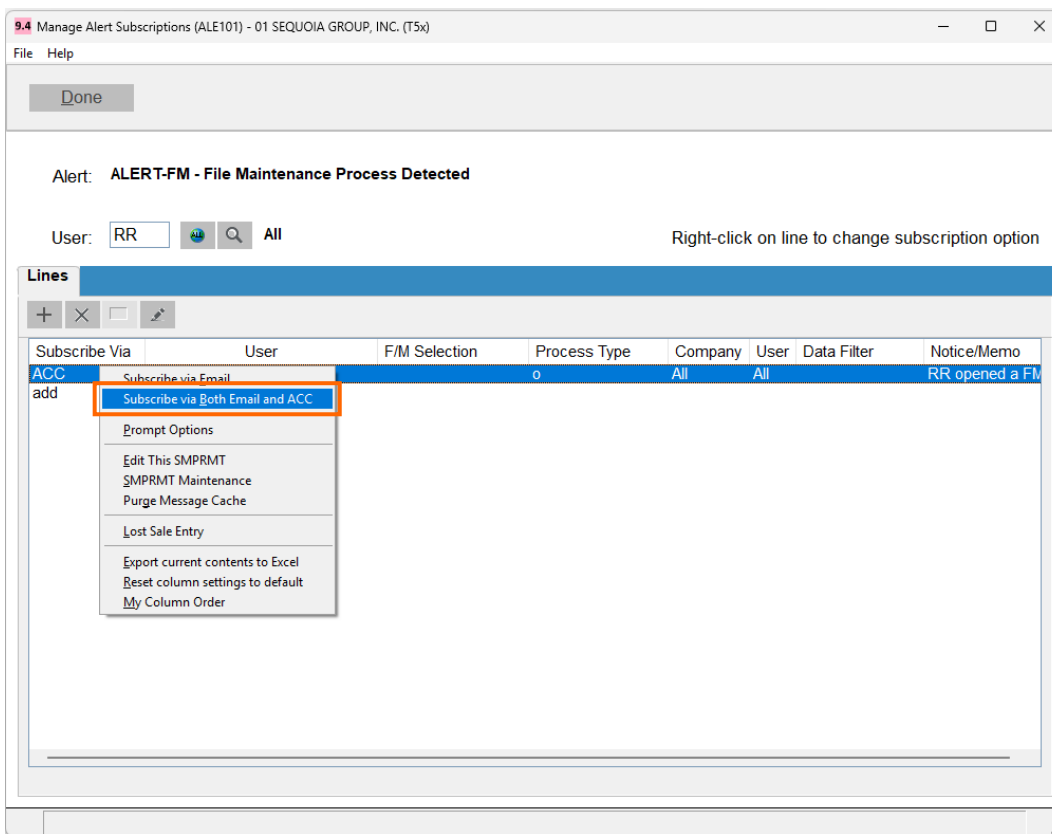 9.4 Manage Alert Subscriptions (ALE101) - 01 SEQUOIA GROUP, INC. (T5x)
File Help
Done
Alert: ALERT-FM - File Maintenance Process Detected
User: RR ALL All Right-click on line to change subscription option
Lines
Subscribe Via User F/M Selection Process Type Company User Data Filter Notice/Memo
ACC o All All RR opened a FM
add
Subscribe via Email
Subscribe via Both Email and ACC
Prompt Options
Edit This SMPRMT
SMPRMT Maintenance
Purge Message Cache
Lost Sale Entry
Export current contents to Excel
Reset column settings to default
My Column Order